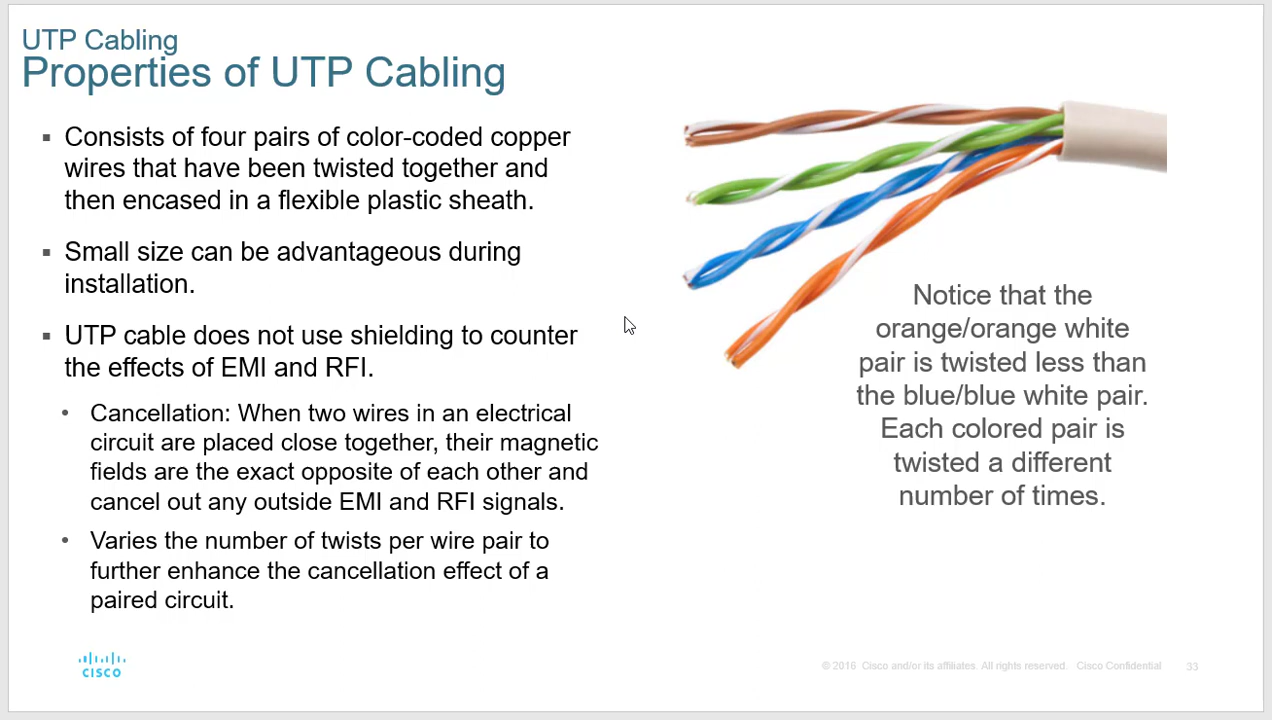 UTP Cabling
Properties of UTP Cabling
▪ Consists of four pairs of color-coded copper
wires that have been twisted together and
then encased in a flexible plastic sheath.
▪ Small size can be advantageous during
installation.
▪ UTP cable does not use shielding to counter
the effects of EMI and RFI.
• Cancellation: When two wires in an electrical
circuit are placed close together, their magnetic
fields are the exact opposite of each other and
cancel out any outside EMI and RFI signals.
• Varies the number of twists per wire pair to
further enhance the cancellation effect of a
paired circuit.
Notice that the
orange/orange white
pair is twisted less than
the blue/blue white pair.
Each colored pair is
twisted a different
number of times.
CISCO
© 2016 Cisco and/or its affiliates. All rights reserved. Cisco Confidential 33